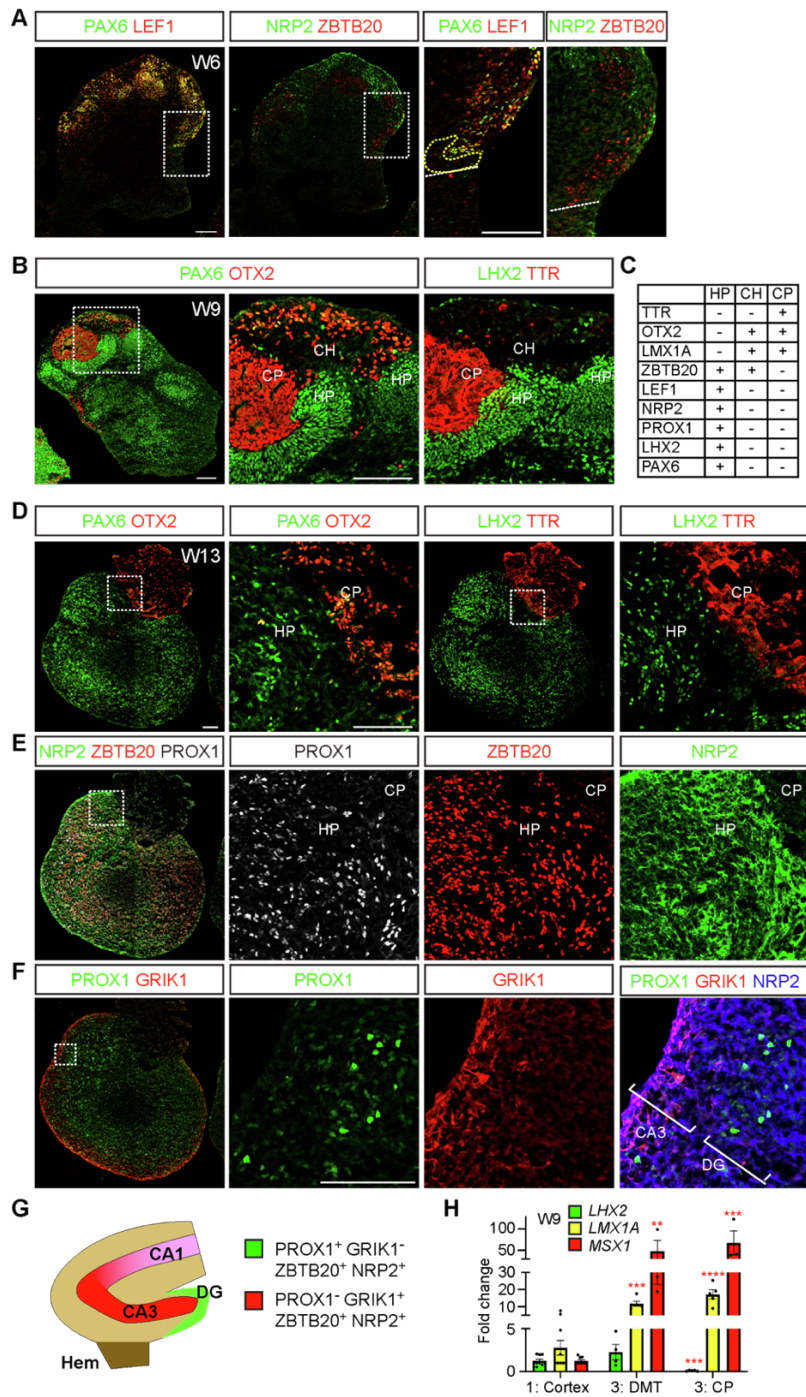 A
PAX6 LEF1
NRP2 ZBTB20
PAX6 LEF1
NRP2 ZBTB20
W6
B
PAX6 OTX2
LHX2 TTR
W9
CP
CH
HP
HP
CP
CH
HP
HP
C
HP CH CP
TTR - - +
OTX2 - + +
LMX1A - + +
ZBTB20 + + -
LEF1 + - -
NRP2 + - -
PROX1 + - -
LHX2 + - -
PAX6 + - -
D
PAX6 OTX2
PAX6 OTX2
LHX2 TTR
LHX2 TTR
W13
HP
CP
HP
CP
E
NRP2 ZBTB20 PROX1
PROX1
ZBTB20
NRP2
CP
HP
CP
HP
CP
HP
F
PROX1 GRIK1
PROX1
GRIK1
PROX1 GRIK1 NRP2
CA3
DG
G
CA1
CA3
DG
Hem
PROX1+ GRIK1-
ZBTB20+ NRP2+
PROX1- GRIK1+
ZBTB20+ NRP2+
H
W9
LHX2
LMX1A
MSX1
Fold change
100
50
30
20
10
5
0
**
***
***
****
***
1: Cortex
3: DMT
3: CP